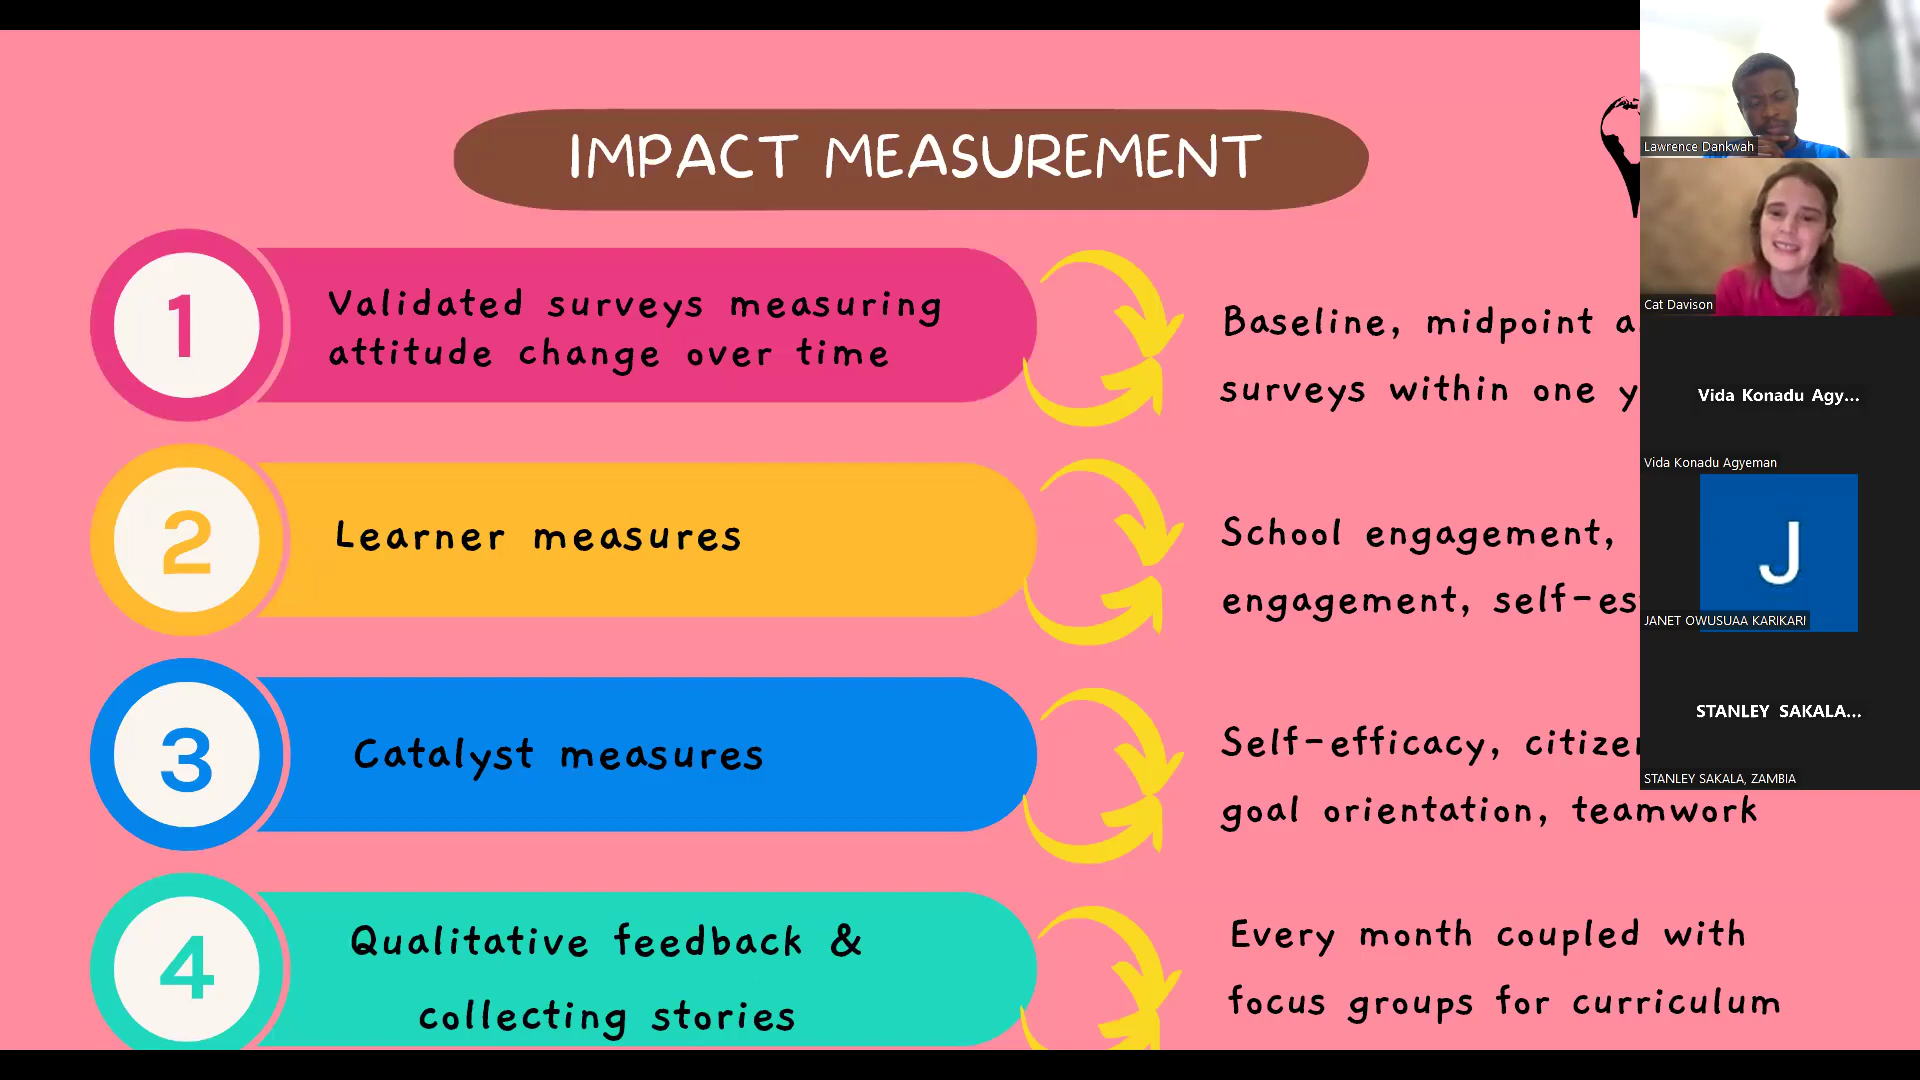 IMPACT MEASUREMENT
1
Validated surveys measuring
attitude change over time
Baseline, midpoint
surveys within one
2
Learner measures
School engagement,
engagement,
3
Catalyst measures
Self-efficacy,
goal orientation, teamwork
4
Qualitative feedback &
collecting stories
Every month coupled with
focus groups for curriculum
Lawrence Dankwah
Cat Davison
Vida Konadu Agy...
Vida Konadu Agyeman
J
JANET OWUSUAA KARIKARI
STANLEY SAKALA...
STANLEY SAKALA, ZAMBIA